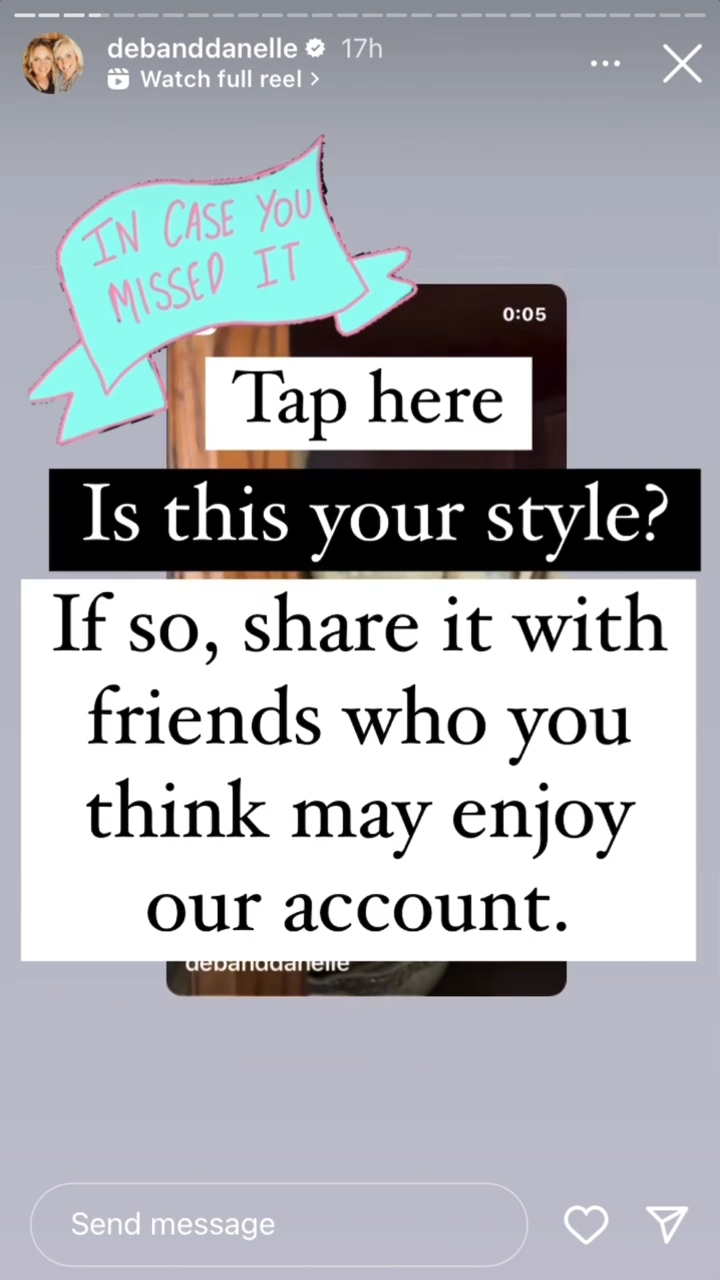 debanddanelle 17h
Watch full reel >
IN CASE YOU
MISSED IT
0:05
Tap here
Is this your style?
If so, share it with
friends who you
think may enjoy
our account.
debanddanelle
Send message